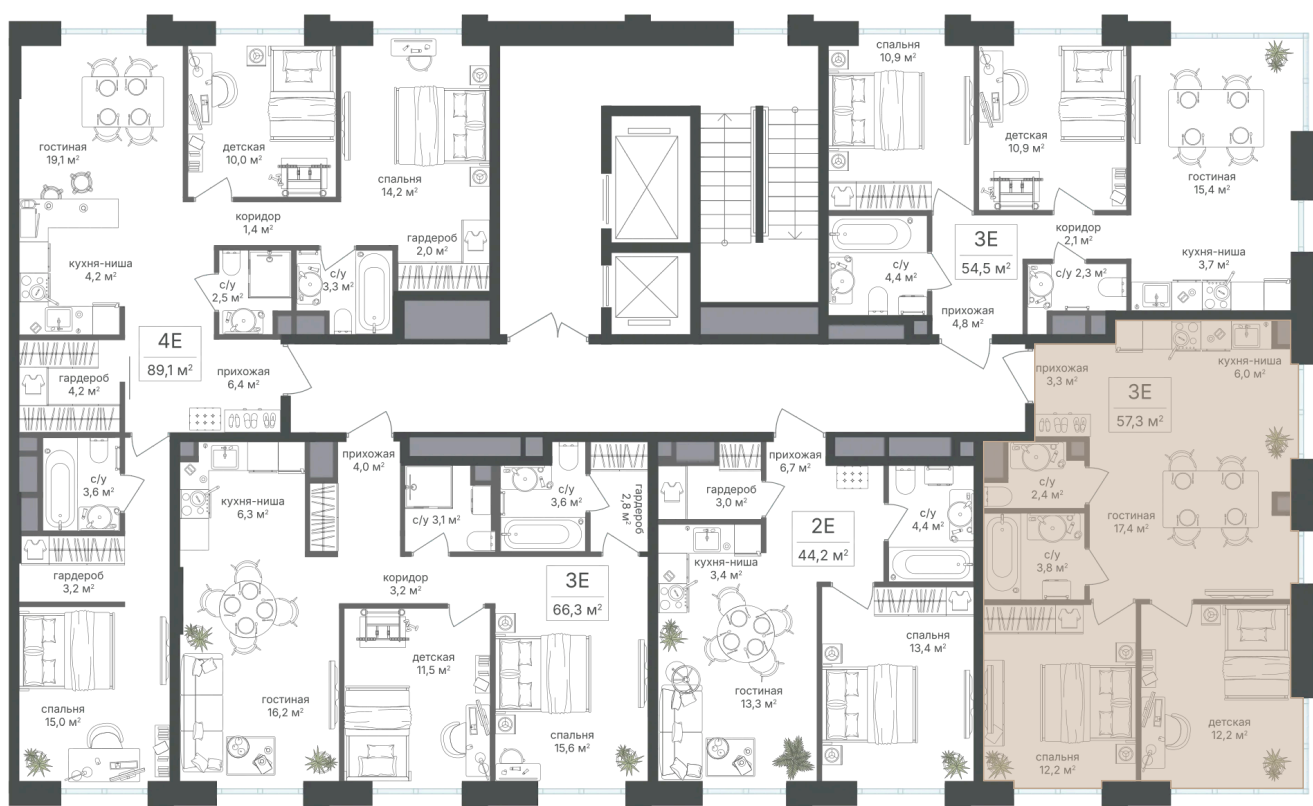 гостиная
19,1 м²
кухня-ниша
4,2 м²
детская
10,0 м²
спальня
14,2 м²
коридор
1,4 м²
гардероб
2,0 м²
с/у
2,5 м²
с/у
3,3 м²
4Е
89,1 м²
гардероб
4,2 м²
прихожая
6,4 м²
с/у
3,6 м²
гардероб
3,2 м²
спальня
15,0 м²
кухня-ниша
6,3 м²
прихожая
4,0 м²
с/у 3,1 м²
с/у
3,6 м²
гардероб
2,8 м²
коридор
3,2 м²
3Е
66,3 м²
детская
11,5 м²
гостиная
16,2 м²
спальня
15,6 м²
гардероб
3,0 м²
прихожая
6,7 м²
2Е
44,2 м²
с/у
4,4 м²
кухня-ниша
3,4 м²
гостиная
13,3 м²
спальня
13,4 м²
спальня
10,9 м²
детская
10,9 м²
гостиная
15,4 м²
коридор
2,1 м²
3Е
54,5 м²
с/у
4,4 м²
с/у 2,3 м²
кухня-ниша
3,7 м²
прихожая
4,8 м²
прихожая
3,3 м²
кухня-ниша
6,0 м²
3Е
57,3 м²
с/у
2,4 м²
гостиная
17,4 м²
с/у
3,8 м²
спальня
12,2 м²
детская
12,2 м²